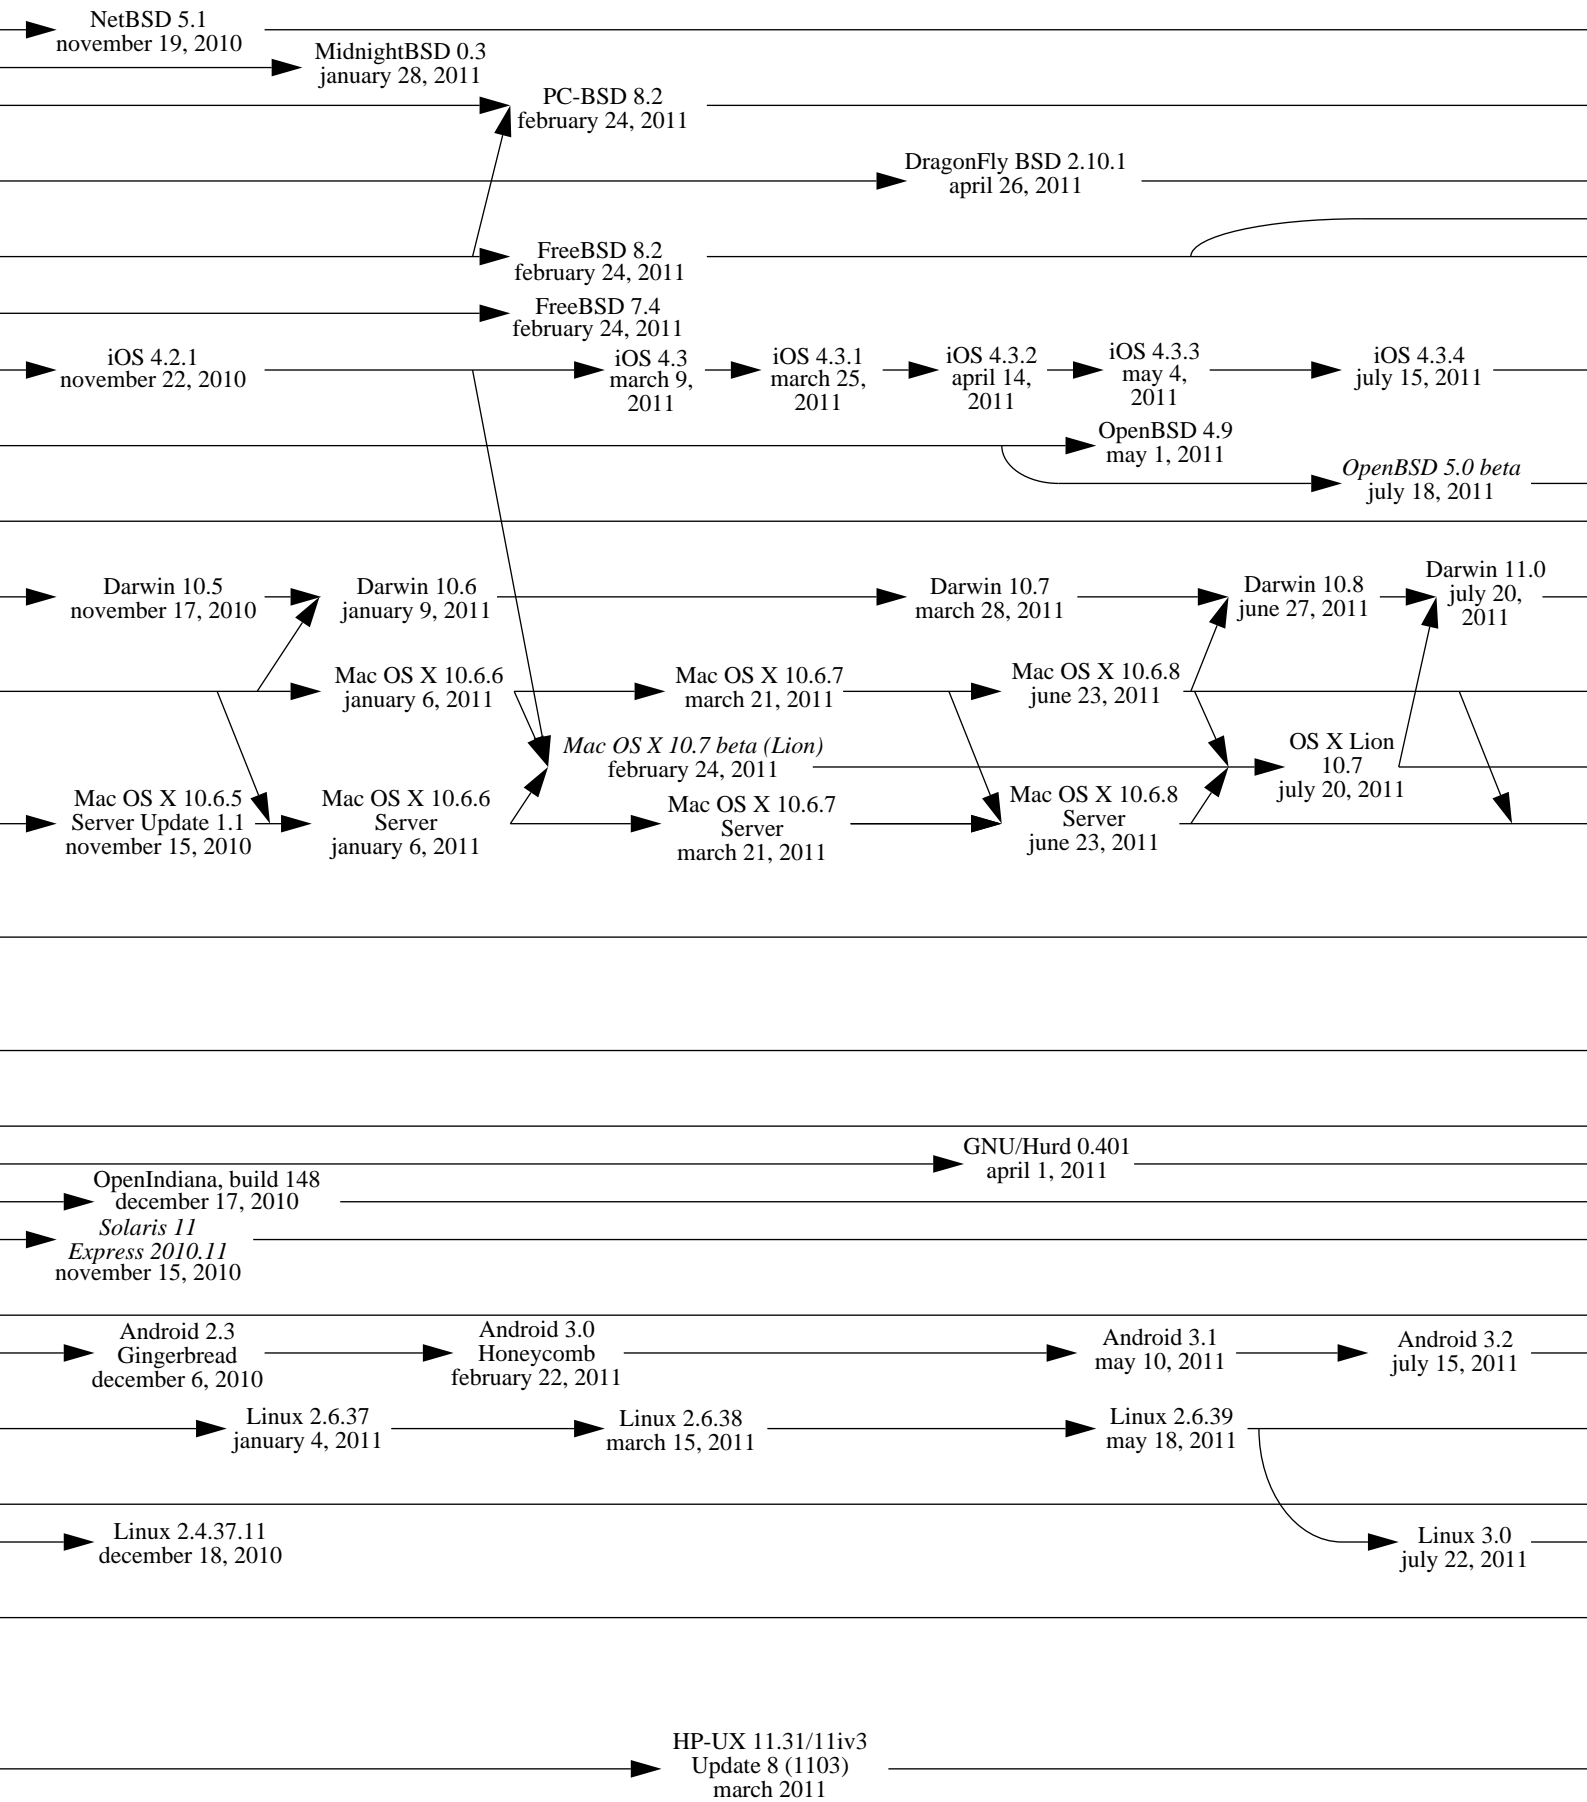 NetBSD 5.1
november 19, 2010
MidnightBSD 0.3
january 28, 2011
PC-BSD 8.2
february 24, 2011
DragonFly BSD 2.10.1
april 26, 2011
FreeBSD 8.2
february 24, 2011
FreeBSD 7.4
february 24, 2011
iOS 4.2.1
november 22, 2010
iOS 4.3
march 9,
2011
iOS 4.3.1
march 25,
2011
iOS 4.3.2
april 14,
2011
iOS 4.3.3
may 4,
2011
iOS 4.3.4
july 15, 2011
OpenBSD 4.9
may 1, 2011
OpenBSD 5.0 beta
july 18, 2011
Darwin 10.5
november 17, 2010
Darwin 10.6
january 9, 2011
Darwin 10.7
march 28, 2011
Darwin 10.8
june 27, 2011
Darwin 11.0
july 20,
2011
Mac OS X 10.6.6
january 6, 2011
Mac OS X 10.6.7
march 21, 2011
Mac OS X 10.6.8
june 23, 2011
Mac OS X 10.7 beta (Lion)
february 24, 2011
OS X Lion
10.7
july 20, 2011
Mac OS X 10.6.5
Server Update 1.1
november 15, 2010
Mac OS X 10.6.6
Server
january 6, 2011
Mac OS X 10.6.7
Server
march 21, 2011
Mac OS X 10.6.8
Server
june 23, 2011
GNU/Hurd 0.401
april 1, 2011
OpenIndiana, build 148
december 17, 2010
Solaris 11
Express 2010.11
november 15, 2010
Android 2.3
Gingerbread
december 6, 2010
Android 3.0
Honeycomb
february 22, 2011
Android 3.1
may 10, 2011
Android 3.2
july 15, 2011
Linux 2.6.37
january 4, 2011
Linux 2.6.38
march 15, 2011
Linux 2.6.39
may 18, 2011
Linux 2.4.37.11
december 18, 2010
Linux 3.0
july 22, 2011
HP-UX 11.31/11iv3
Update 8 (1103)
march 2011